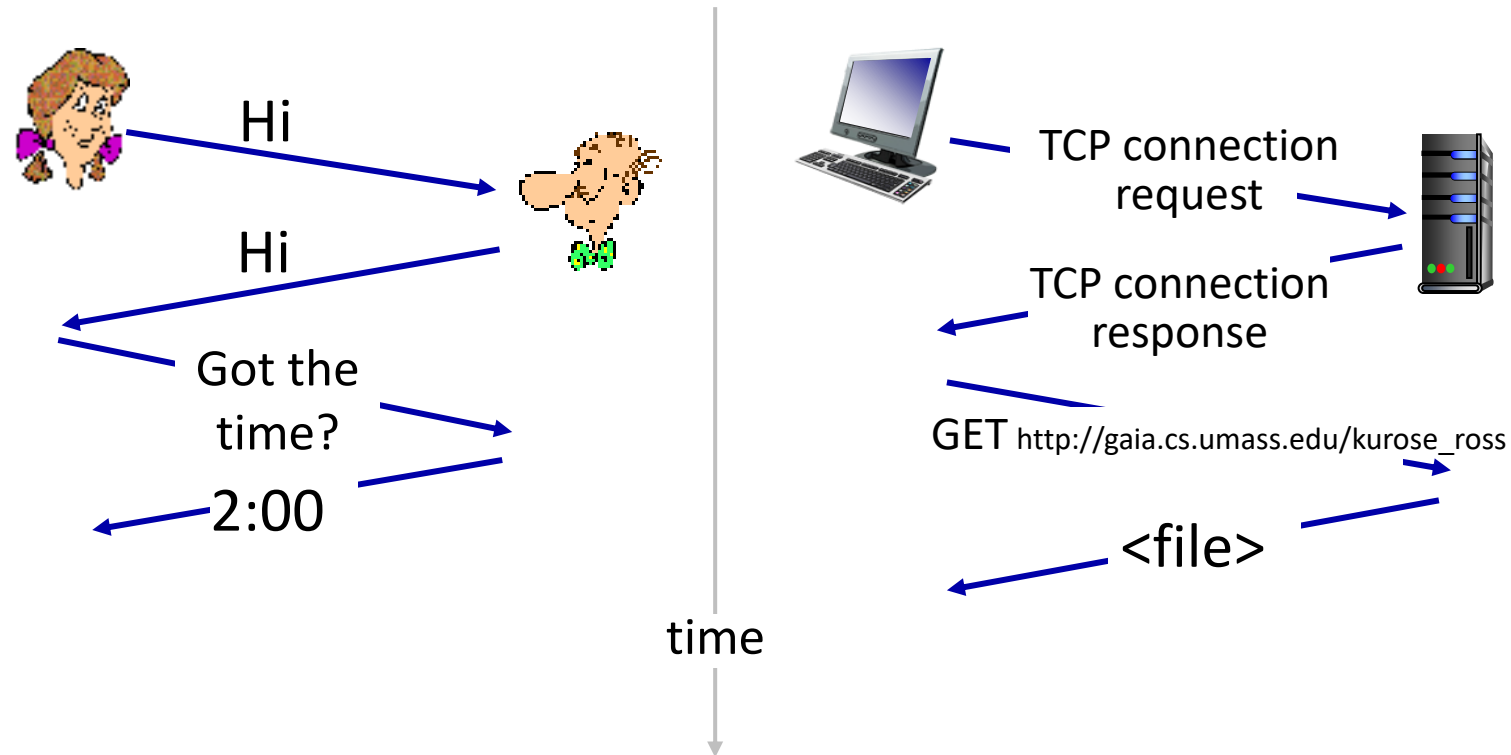 Hi
Hi
Got the
time?
2:00
time
TCP connection
request
TCP connection
response
GET http://gaia.cs.umass.edu/kurose_ross
<file>